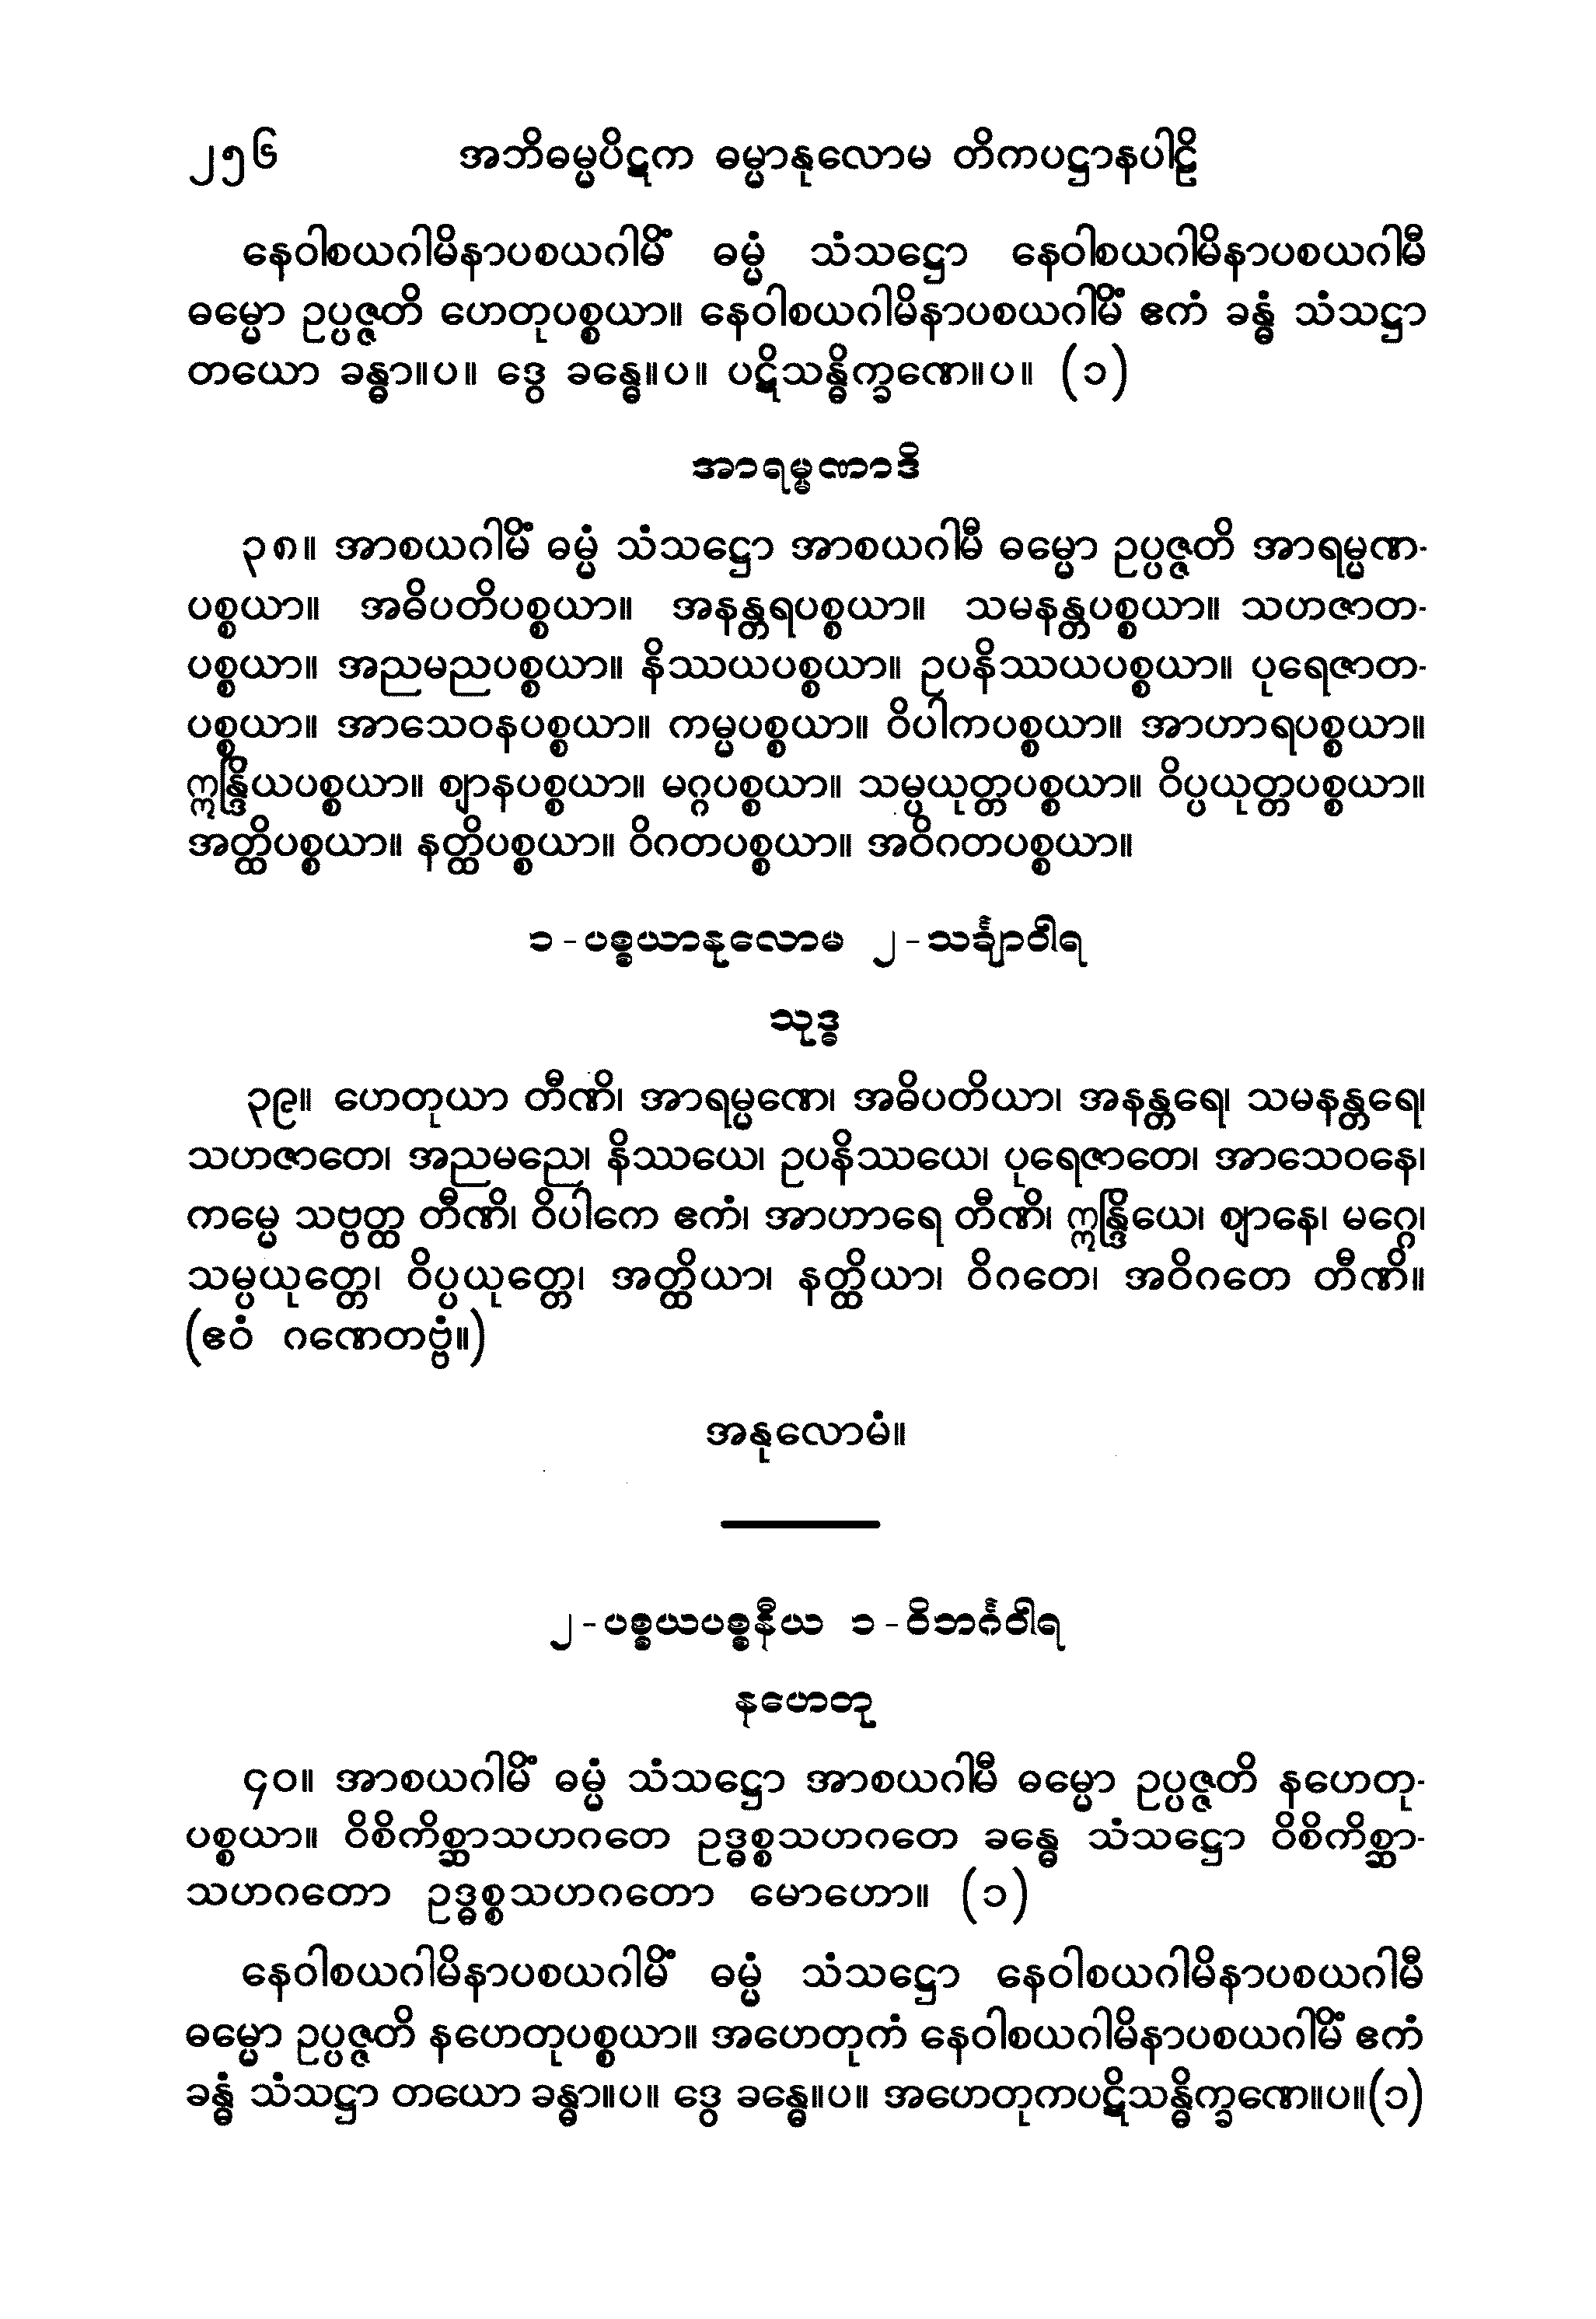 ၂၅၆ အဘိဓမ္မပိဋက ဓမ္မာနုလောမ တိကပဋ္ဌာနပါဠိ
နေဝါစယဂါမိနာပစယဂါမိံ ဓမ္မံ သံသဋ္ဌော နေဝါစယဂါမိနာပစယဂါမီ
ဓမ္မော ဥပ္ပဇ္ဇတိ ဟေတုပစ္စယာ။ နေဝါစယဂါမိနာပစယဂါမိံ ဧကံ ခန္ဓံ သံသဋ္ဌာ
တယော ခန္ဓာ။ပ။ ဒွေ ခန္ဓေ။ပ။ ပဋိသန္ဓိက္ခဏေ။ပ။ (၁)
အာရမ္မဏာဒိ
၃၈။ အာစယဂါမိံ ဓမ္မံ သံသဋ္ဌော အာစယဂါမီ ဓမ္မော ဥပ္ပဇ္ဇတိ အာရမ္မဏ-
ပစ္စယာ။ အဓိပတိပစ္စယာ။ အနန္တရပစ္စယာ။ သမနန္တပစ္စယာ။ သဟဇာတ-
ပစ္စယာ။ အညမညပစ္စယာ။ နိဿယပစ္စယာ။ ဥပနိဿယပစ္စယာ။ ပုရေဇာတ-
ပစ္စယာ။ အာသေဝနပစ္စယာ။ ကမ္မပစ္စယာ။ ဝိပါကပစ္စယာ။ အာဟာရပစ္စယာ။
ဣန္ဒြိယပစ္စယာ။ ဈာနပစ္စယာ။ မဂ္ဂပစ္စယာ။ သမ္ပယုတ္တပစ္စယာ။ ဝိပ္ပယုတ္တပစ္စယာ။
အတ္ထိပစ္စယာ။ နတ္ထိပစ္စယာ။ ဝိဂတပစ္စယာ။ အဝိဂတပစ္စယာ။
၁-ပစ္စယာနုလောမ ၂-သင်္ချာဝါရ
သုဒ္ဓ
၃၉။ ဟေတုယာ တီဏိ၊ အာရမ္မဏေ၊ အဓိပတိယာ၊ အနန္တရေ၊ သမနန္တရေ၊
သဟဇာတေ၊ အညမညေ၊ နိဿယေ၊ ဥပနိဿယေ၊ ပုရေဇာတေ၊ အာသေဝနေ၊
ကမ္မေ သဗ္ဗတ္ထ တီဏိ၊ ဝိပါကေ ဧကံ၊ အာဟာရေ တီဏိ၊ ဣန္ဒြိယေ၊ ဈာနေ၊ မဂ္ဂေ၊
သမ္ပယုတ္တေ၊ ဝိပ္ပယုတ္တေ၊ အတ္ထိယာ၊ နတ္ထိယာ၊ ဝိဂတေ၊ အဝိဂတေ တီဏိ။
(ဧဝံ ဂဏေတဗ္ဗံ။)
အနုလောမံ။
၂-ပစ္စယပစ္စနီယ ၁-ဝိဘင်္ဂဝါရ
နဟေတု
၄၀။ အာစယဂါမိံ ဓမ္မံ သံသဋ္ဌော အာစယဂါမီ ဓမ္မော ဥပ္ပဇ္ဇတိ နဟေတု-
ပစ္စယာ။ ဝိစိကိစ္ဆာသဟဂတေ ဥဒ္ဓစ္စသဟဂတေ ခန္ဓေ သံသဋ္ဌော ဝိစိကိစ္ဆာ-
သဟဂတော ဥဒ္ဓစ္စသဟဂတော မောဟော။ (၁)
နေဝါစယဂါမိနာပစယဂါမိံ ဓမ္မံ သံသဋ္ဌော နေဝါစယဂါမိနာပစယဂါမီ
ဓမ္မော ဥပ္ပဇ္ဇတိ နဟေတုပစ္စယာ။ အဟေတုကံ နေဝါစယဂါမိနာပစယဂါမိံ ဧကံ
ခန္ဓံ သံသဋ္ဌာ တယော ခန္ဓာ။ပ။ ဒွေ ခန္ဓေ။ပ။ အဟေတုကပဋိသန္ဓိက္ခဏေ။ပ။(၁)